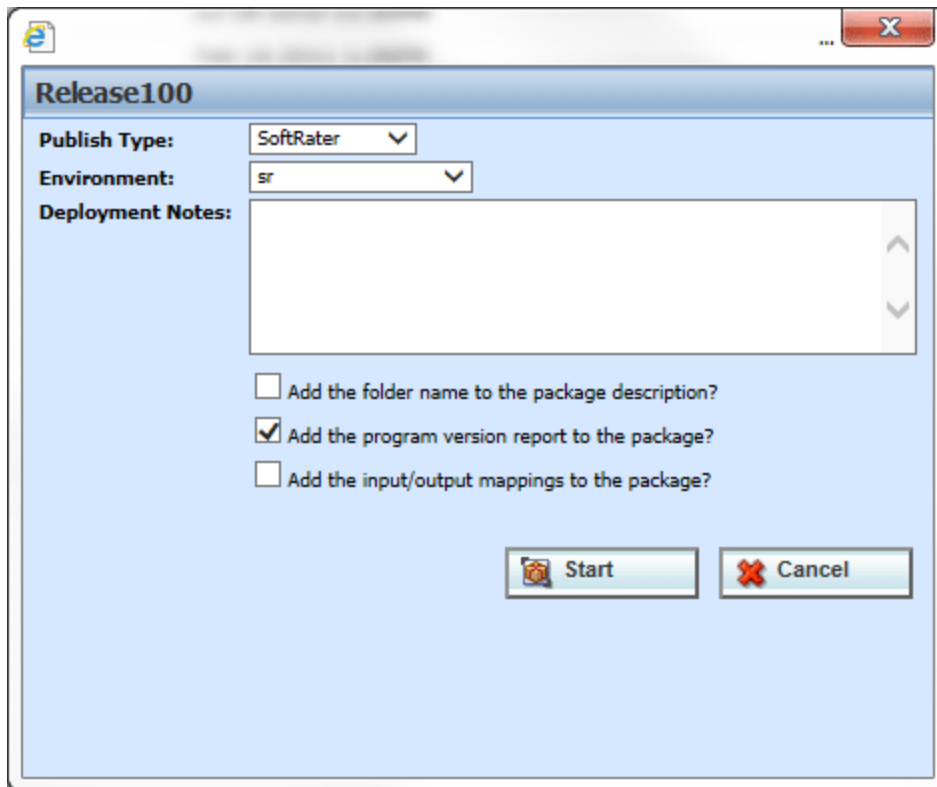 ...
Release100
Publish Type: SoftRater
Environment: sr
Deployment Notes:
Add the folder name to the package description?
Add the program version report to the package?
Add the input/output mappings to the package?
Start Cancel